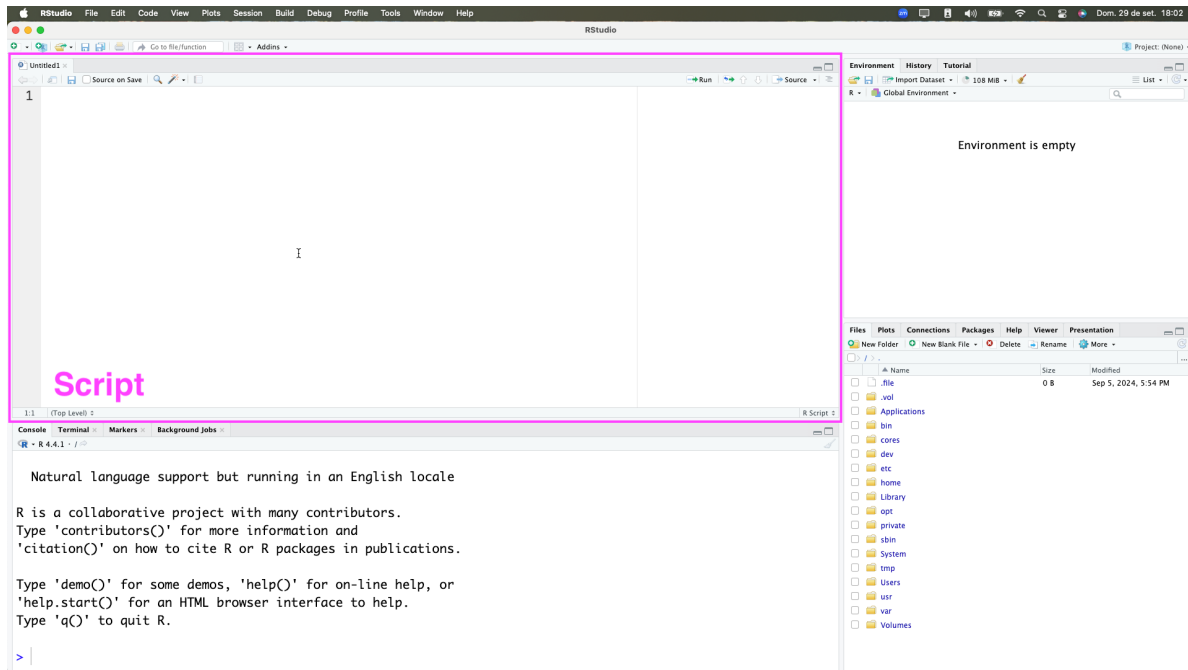 RStudio File Edit Code View Plots Session Build Debug Profile Tools Window Help zm Dom. 29 de set. 18:02
RStudio
Go to file/function Addins Project: (None)
Untitled1
Source on Save Run Source
1
Script
1:1 (Top Level) R Script
Console Terminal Markers Background Jobs
R 4.4.1 · /
Natural language support but running in an English locale
R is a collaborative project with many contributors.
Type 'contributors()' for more information and
'citation()' on how to cite R or R packages in publications.
Type 'demo()' for some demos, 'help()' for on-line help, or
'help.start()' for an HTML browser interface to help.
Type 'q()' to quit R.
>
Environment History Tutorial
Import Dataset 108 MiB List
R Global Environment
Environment is empty
Files Plots Connections Packages Help Viewer Presentation
New Folder New Blank File Delete Rename More
/ .
Name Size Modified
.file 0 B Sep 5, 2024, 5:54 PM
.vol
Applications
bin
cores
dev
etc
home
Library
opt
private
sbin
System
tmp
Users
usr
var
Volumes